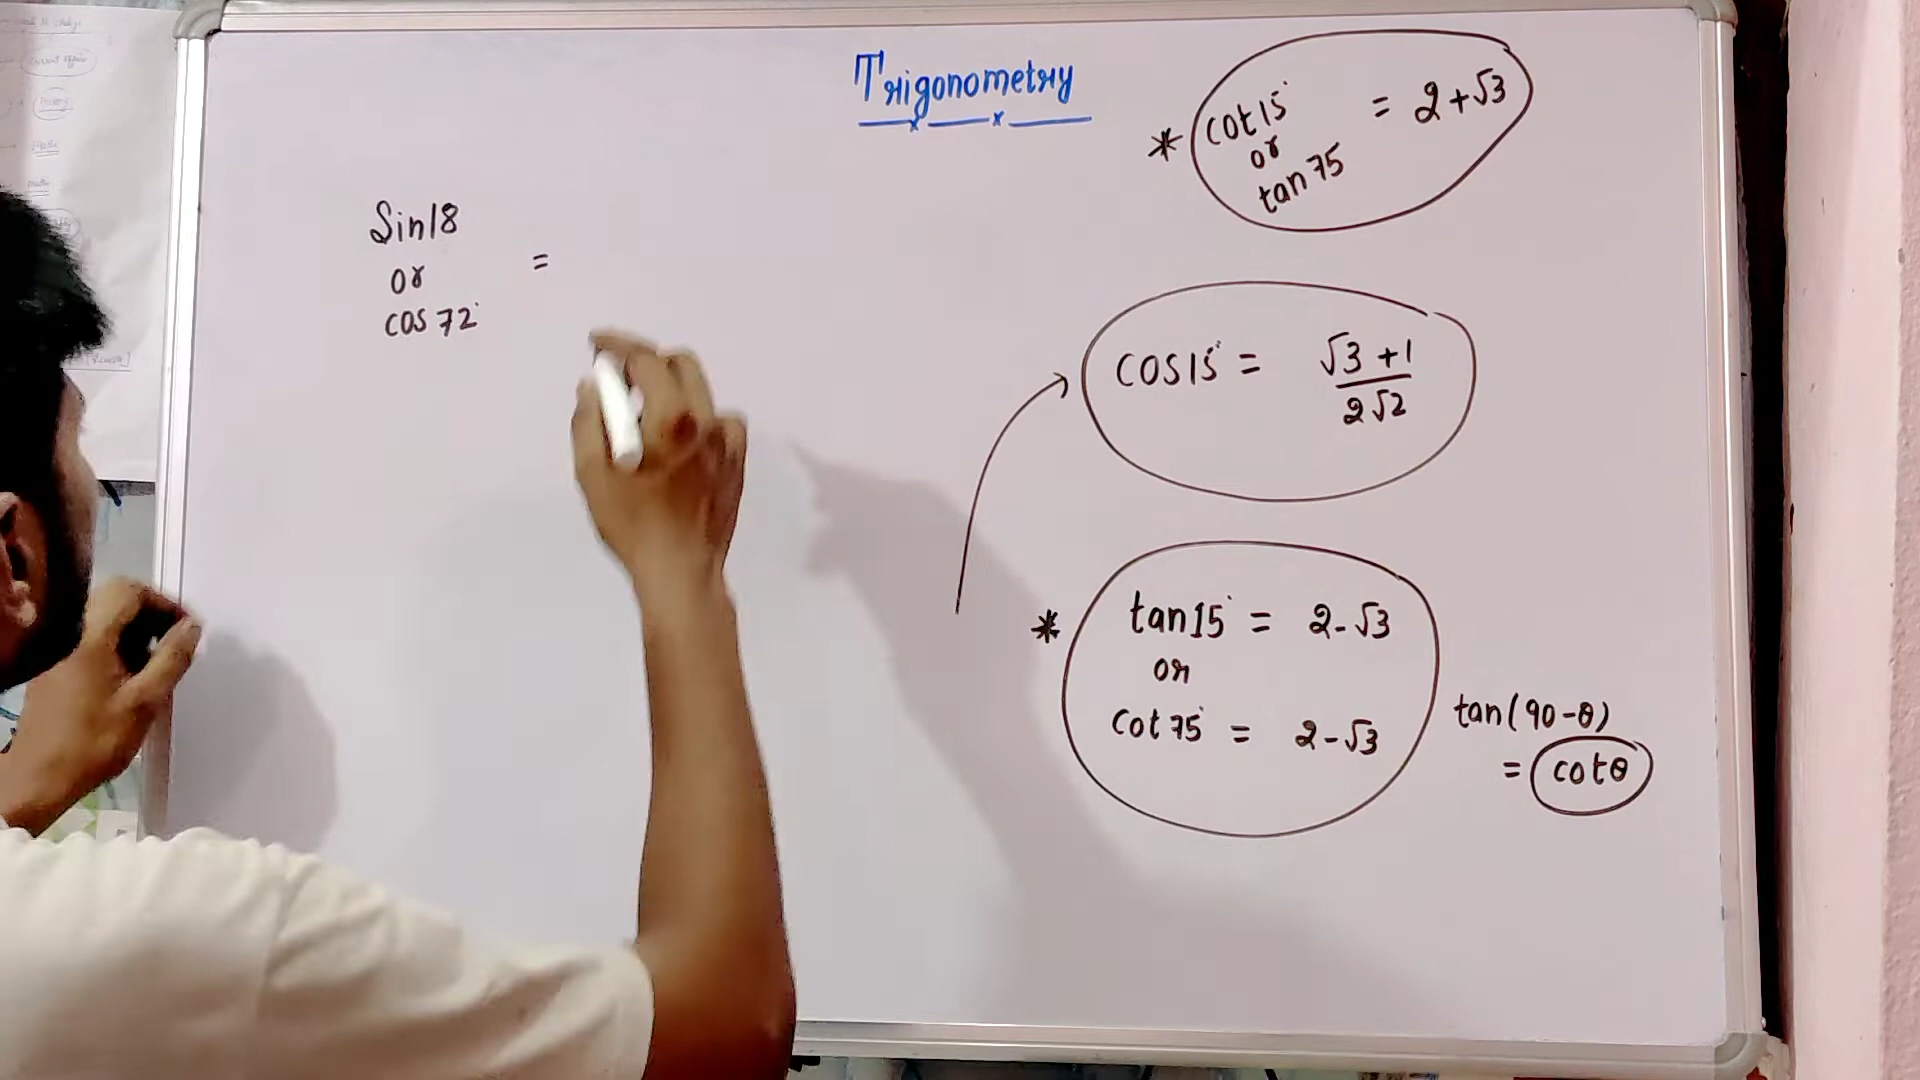 Trigonometry
* cot15° = 2+√3
or
tan 75
Sin18
or =
cos 72°
cos15° = √3 +1
2√2
* tan15° = 2-√3
or
cot 75° = 2-√3
tan(90-θ)
= cotθ